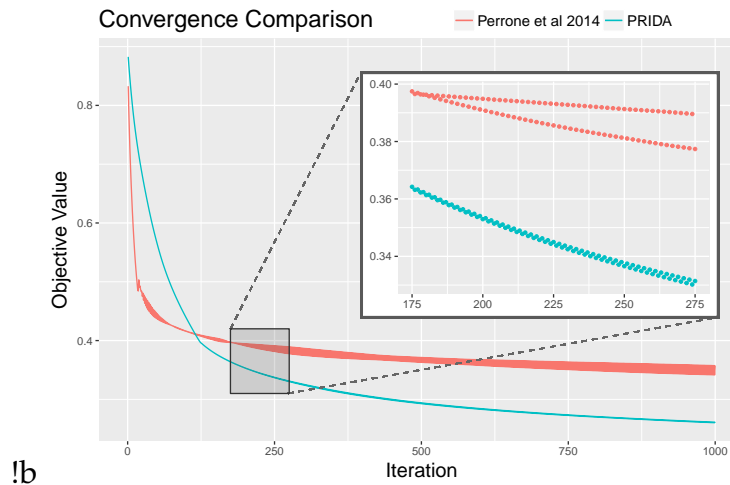 Convergence Comparison
Perrone et al 2014 PRIDA
0.40
0.38
0.36
0.34
175 200 225 250 275
0.8
0.6
0.4
Objective Value
0 250 500 750 1000
Iteration
!b